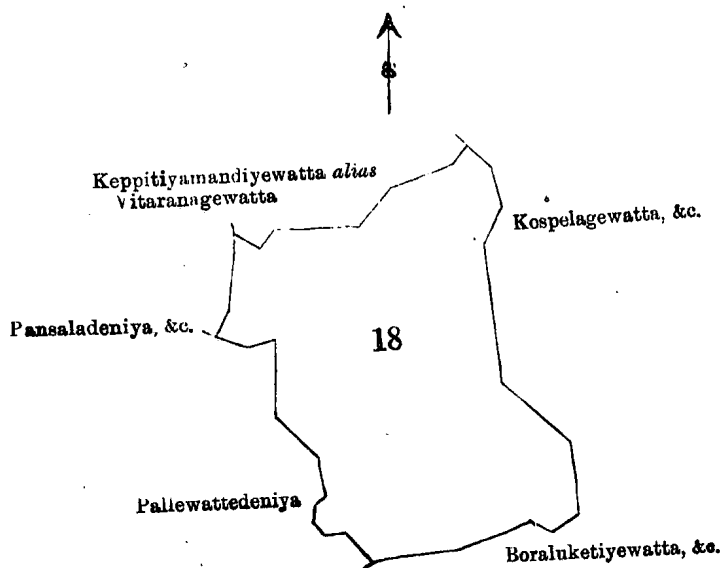 Keppitiyamandiyewatta alias
Vitaranagewatta
Kospelagewatta, &c.
Pansaladeniya, &c.
18
Pallewattedeniya
Boraluketiyewatta, &c.